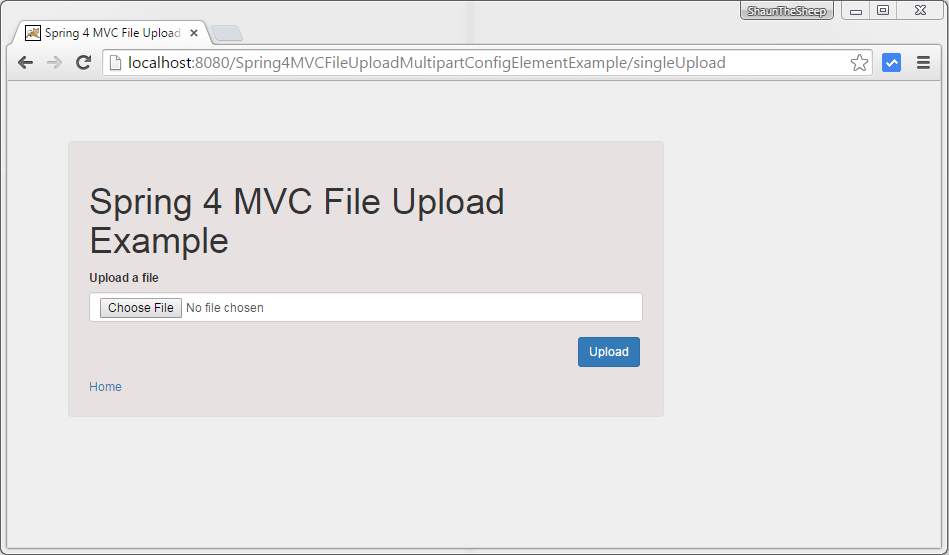 ShaunTheSheep
Spring 4 MVC File Upload
localhost:8080/Spring4MVCFileUploadMultipartConfigElementExample/singleUpload
Spring 4 MVC File Upload
Example
Upload a file
Choose File No file chosen
Upload
Home